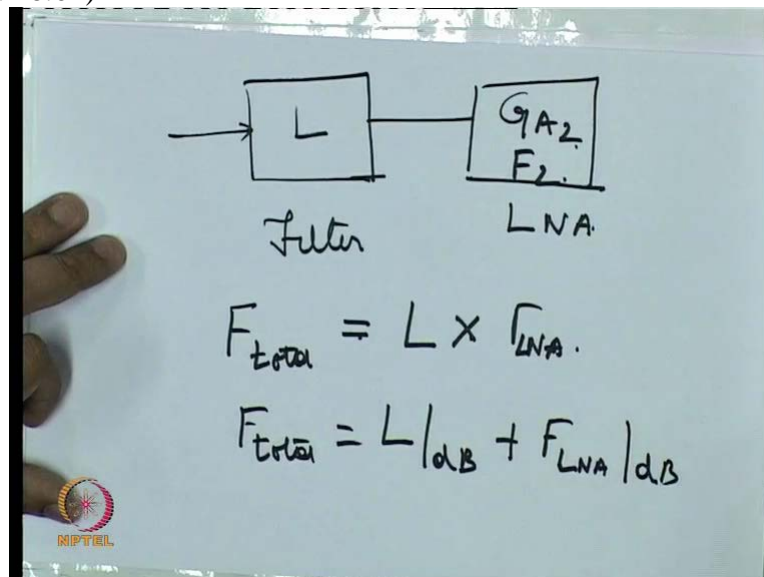 L
GA2
F2.
Filter
LNA.
Ftotal = L × FLNA.
Ftotal = L|dB + FLNA|dB
NPTEL